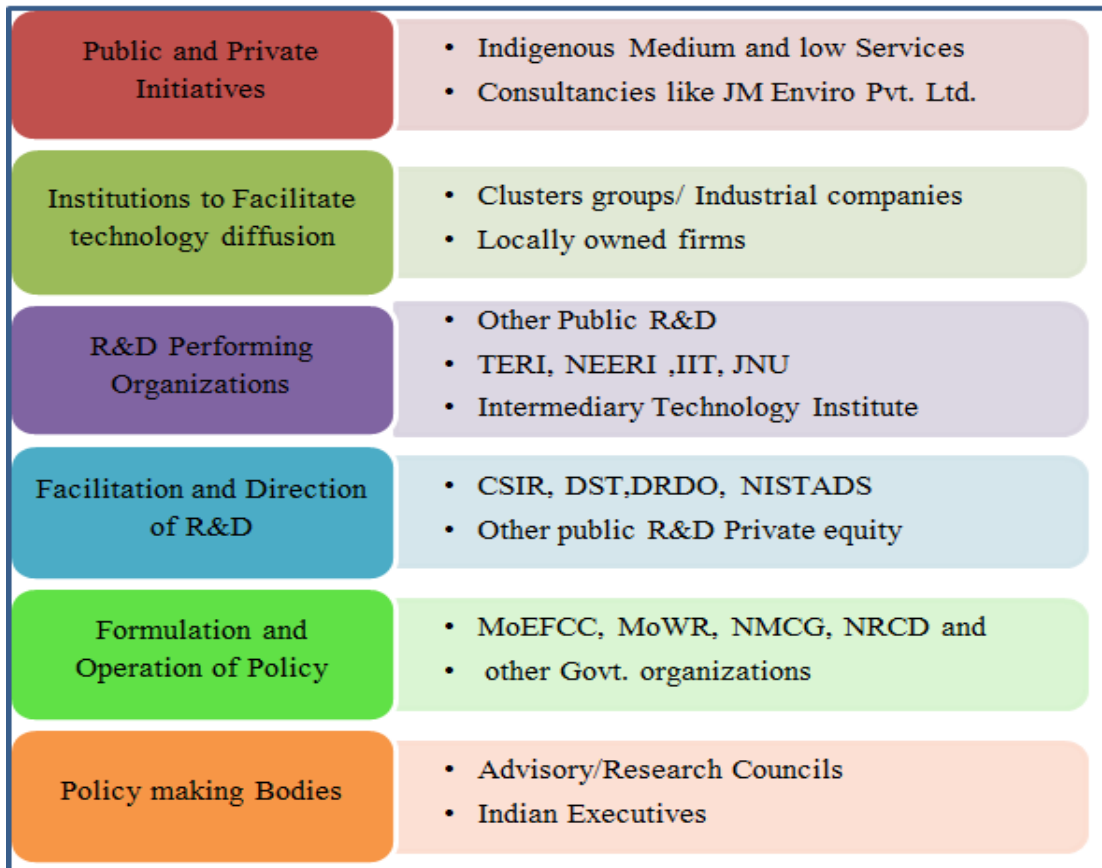 Public and Private
Initiatives
• Indigenous Medium and low Services
• Consultancies like JM Enviro Pvt. Ltd.
Institutions to Facilitate
technology diffusion
• Clusters groups/ Industrial companies
• Locally owned firms
R&D Performing
Organizations
• Other Public R&D
• TERI, NEERI ,IIT, JNU
• Intermediary Technology Institute
Facilitation and Direction
of R&D
• CSIR, DST,DRDO, NISTADS
• Other public R&D Private equity
Formulation and
Operation of Policy
• MoEFCC, MoWR, NMCG, NRCD and
• other Govt. organizations
Policy making Bodies
• Advisory/Research Councils
• Indian Executives